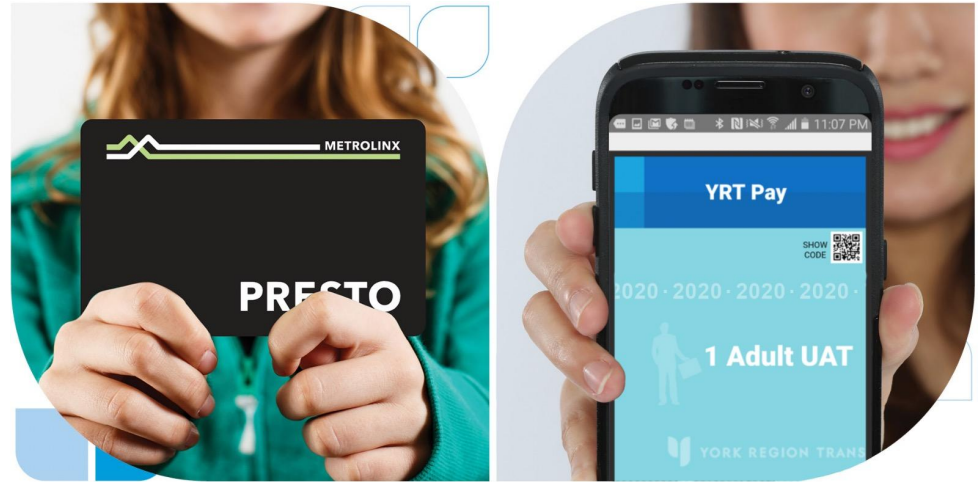 METROLINX
PRESTO
11:07 PM
YRT Pay
SHOW
CODE
2020 · 2020 · 2020 · 2020 ·
1 Adult UAT
YORK REGION TRANS